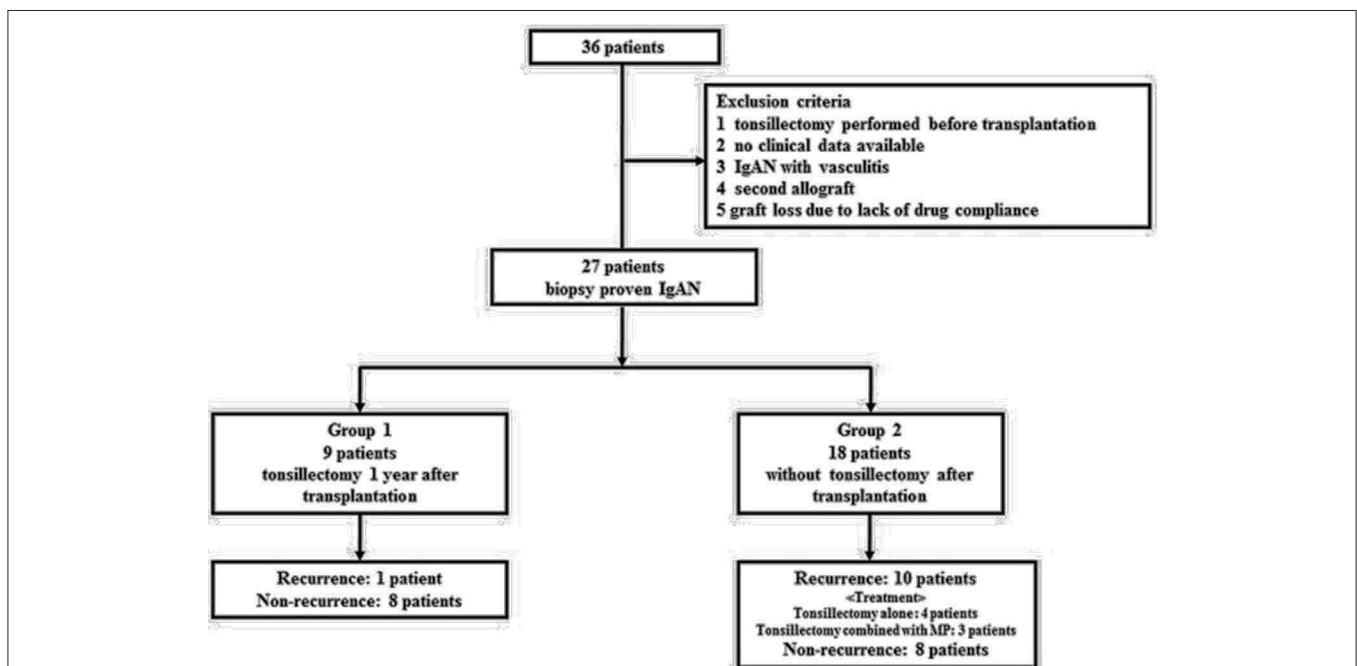 36 patients
Exclusion criteria
1 tonsillectomy performed before transplantation
2 no clinical data available
3 IgAN with vasculitis
4 second allograft
5 graft loss due to lack of drug compliance
27 patients
biopsy proven IgAN
Group 1
9 patients
tonsillectomy 1 year after
transplantation
Group 2
18 patients
without tonsillectomy after
transplantation
Recurrence: 1 patient
Non-recurrence: 8 patients
Recurrence: 10 patients
<Treatment>
Tonsillectomy alone: 4 patients
Tonsillectomy combined with MP: 3 patients
Non-recurrence: 8 patients